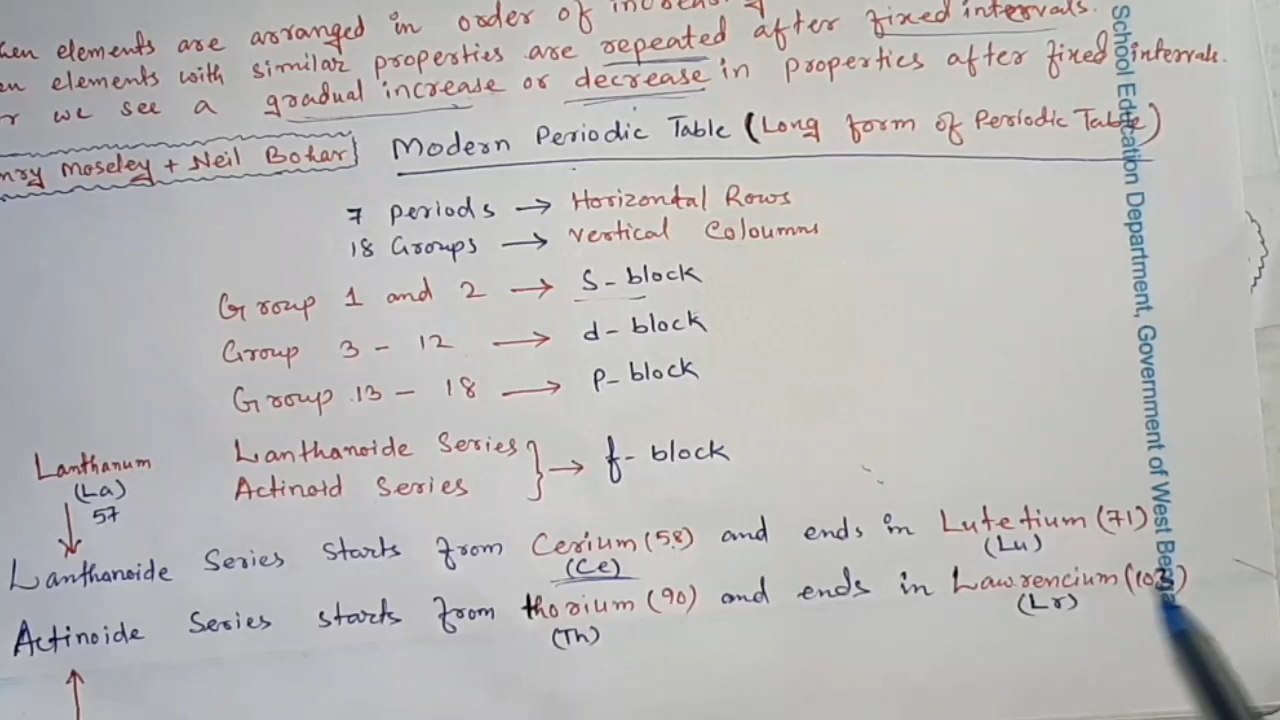 elements are arranged in order of
elements with similar properties are repeated after fixed intervals.
we see a gradual increase or decrease in properties after fixed intervals.
Moseley + Neil Bohar
Modern Periodic Table (Long form of Periodic Table)
7 Periods → Horizontal Rows
18 Groups → Vertical Coloumns
Group 1 and 2 → S-block
Group 3 - 12 → d-block
Group 13 - 18 → P-block
Lanthanum
(La)
57
Lanthanoide Series
Actinoid Series
→ f-block
Lanthanoide Series starts from Cerium (58) and ends in Lutetium (71)
(Ce)
(Lu)
Actinoide Series starts from thorium (90) and ends in Lawrencium (103)
(Th)
(Lr)
School Education Department, Government of West Bengal